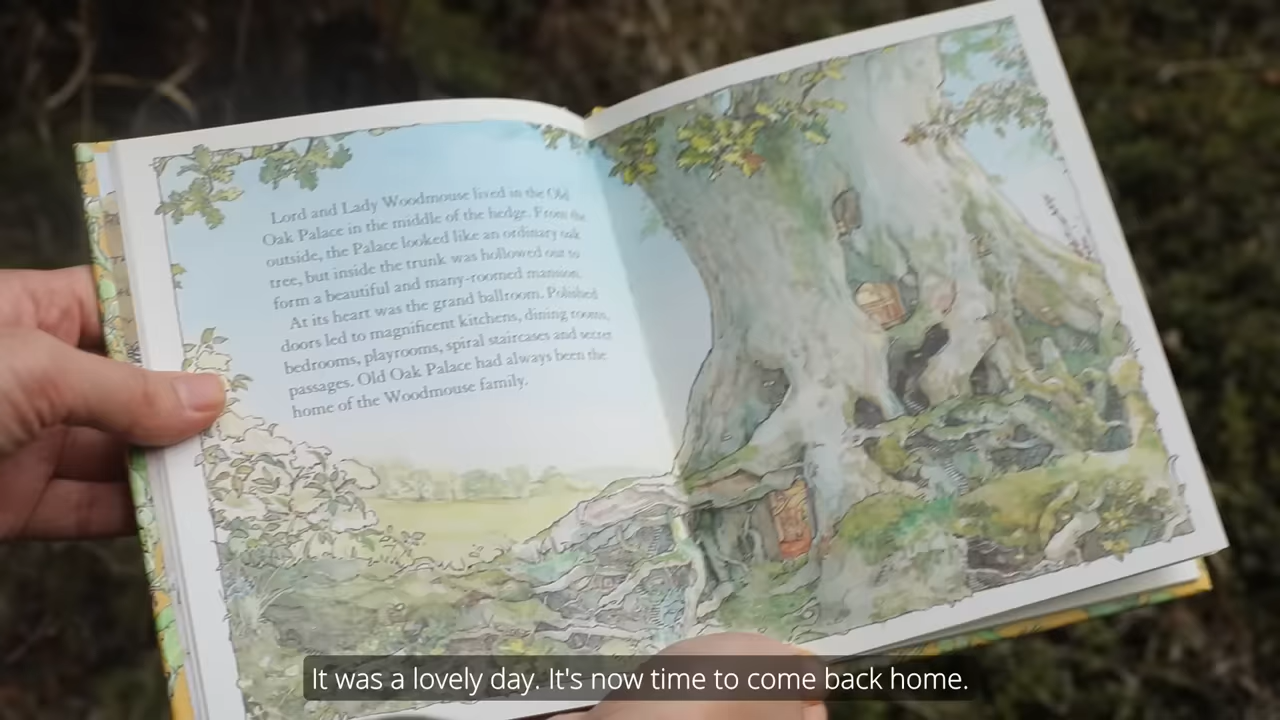 Lord and Lady Woodmouse lived in the Old
Oak Palace in the middle of the hedge. From the
outside, the Palace looked like an ordinary oak
tree, but inside the trunk was hollowed out to
form a beautiful and many-roomed mansion.
At its heart was the grand ballroom. Polished
doors led to magnificent kitchens, dining rooms,
bedrooms, playrooms, spiral staircases and secret
passages. Old Oak Palace had always been the
home of the Woodmouse family.
It was a lovely day. It's now time to come back home.